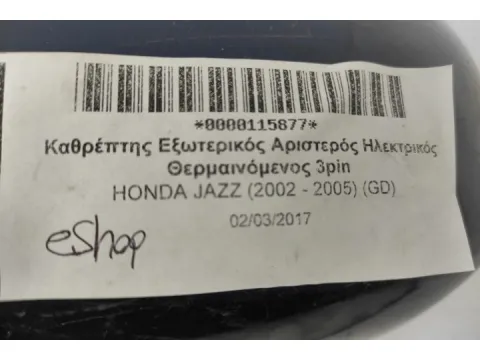 *0000115877*
Καθρέπτης Εξωτερικός Αριστερός Ηλεκτρικός
Θερμαινόμενος 3pin
HONDA JAZZ (2002 - 2005) (GD)
02/03/2017
eshop